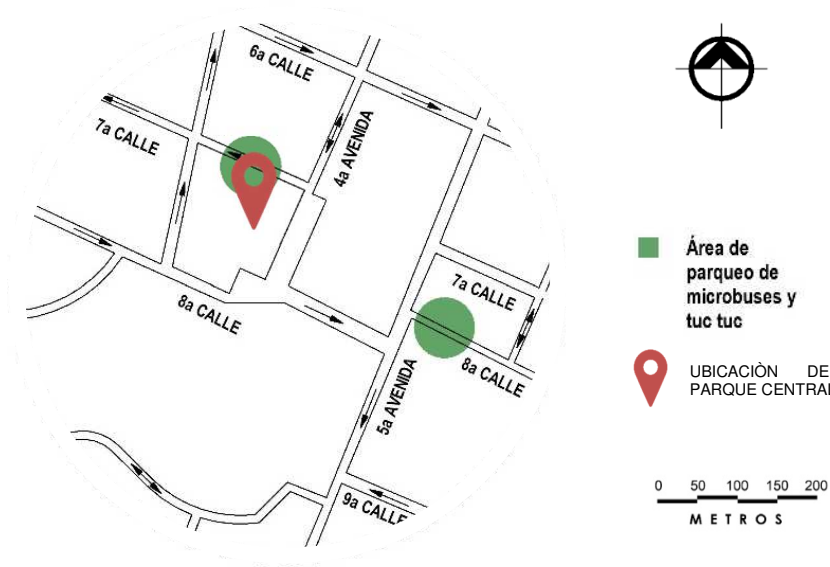 6a CALLE
7a CALLE
4a AVENIDA
8a CALLE
7a CALLE
8a CALLE
5a AVENIDA
9a CALLE
Área de
parqueo de
microbuses y
tuc tuc
UBICACIÒN DE
PARQUE CENTRAL
0 50 100 150 200
METROS